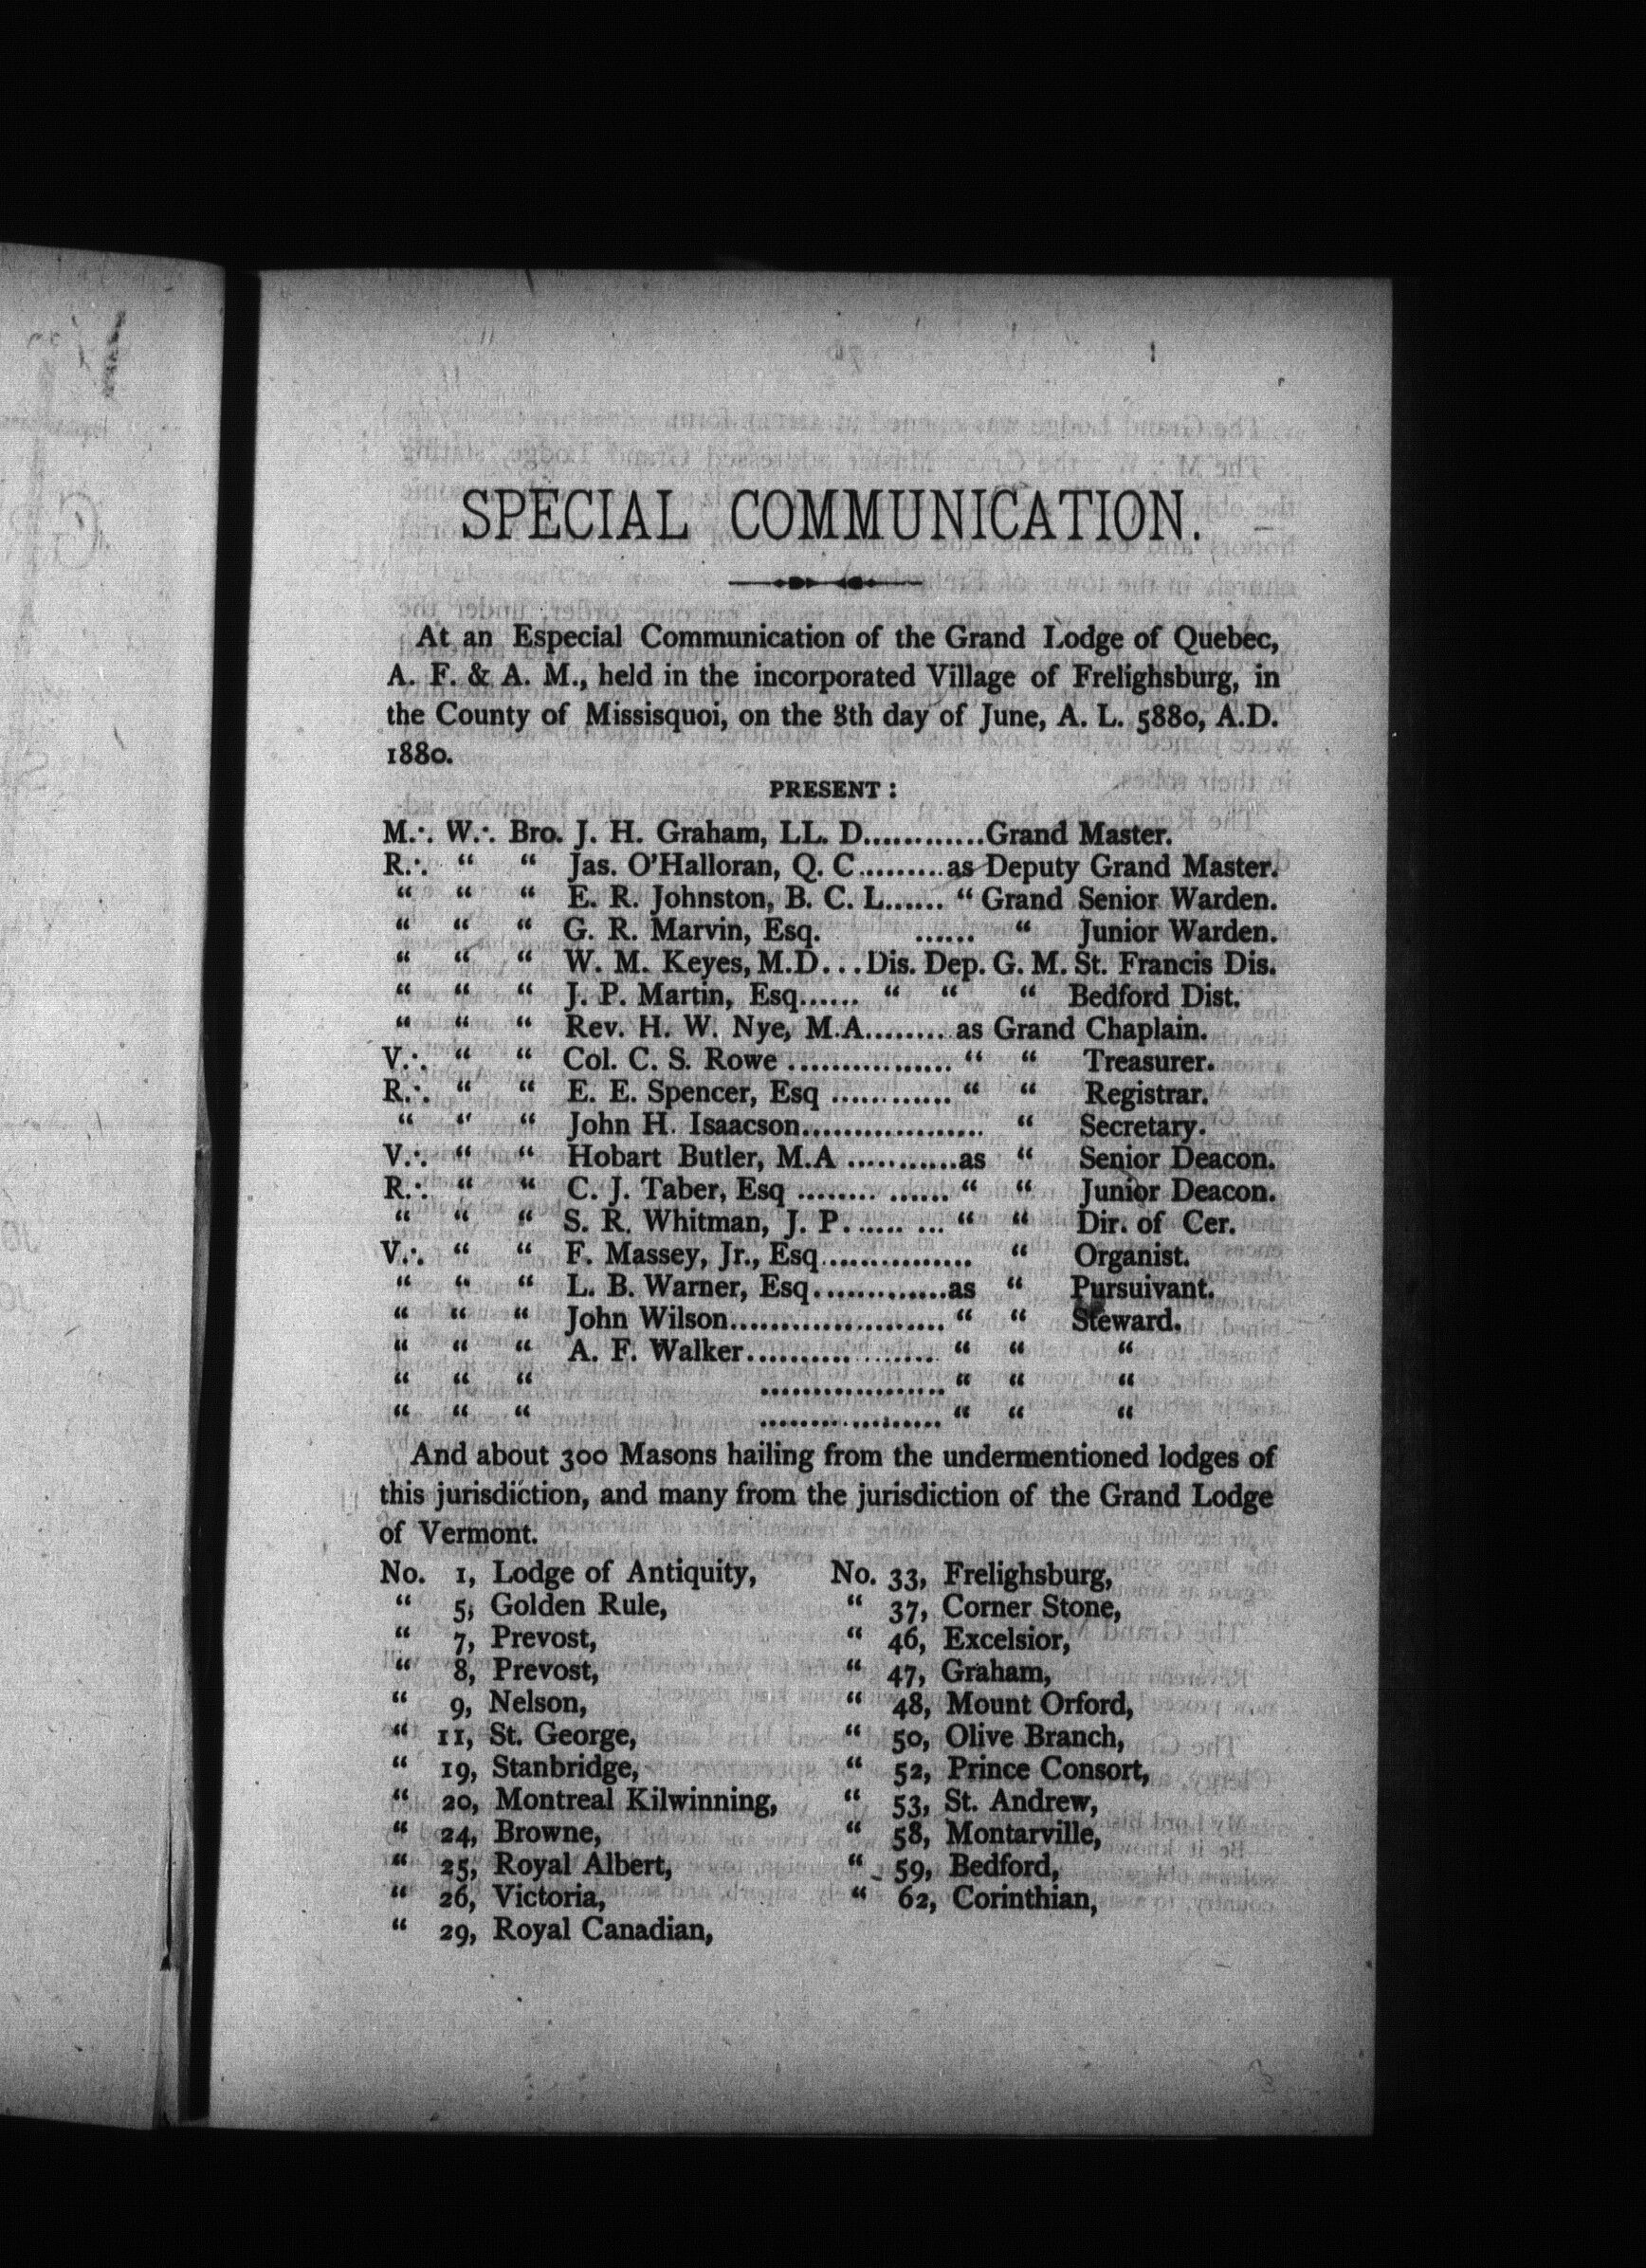 SPECIAL COMMUNICATION.
At an Especial Communication of the Grand Lodge of Quebec,
A. F. & A. M., held in the incorporated Village of Frelighsburg, in
the County of Missisquoi, on the 8th day of June, A. L. 5880, A.D.
1880.
PRESENT :
M.·. W.·. Bro. J. H. Graham, LL. D............Grand Master.
R.·. “ “ Jas. O'Halloran, Q. C.........as Deputy Grand Master.
“ “ “ E. R. Johnston, B. C. L...... “ Grand Senior Warden.
“ “ “ G. R. Marvin, Esq. ...... “ Junior Warden.
“ “ “ W. M. Keyes, M.D...Dis. Dep. G. M. St. Francis Dis.
“ “ “ J. P. Martin, Esq...... “ “ “ Bedford Dist.
“ “ “ Rev. H. W. Nye, M.A........as Grand Chaplain.
V.·. “ “ Col. C. S. Rowe ................ “ “ Treasurer.
R.·. “ “ E. E. Spencer, Esq ............ “ “ Registrar.
“ “ “ John H. Isaacson.................. “ Secretary.
V.·. “ “ Hobart Butler, M.A ...........as “ Senior Deacon.
R.·. “ “ C. J. Taber, Esq ........ ...... “ “ Junior Deacon.
“ “ “ S. R. Whitman, J. P. ...... ... “ “ Dir. of Cer.
V.·. “ “ F. Massey, Jr., Esq............... “ Organist.
“ “ “ L. B. Warner, Esq.............as “ Pursuivant.
“ “ “ John Wilson..................... “ “ Steward.
“ “ “ A. F. Walker.................. “ “ “
“ “ “ .................. “ “ “
“ “ “ .................. “ “ “
And about 300 Masons hailing from the undermentioned lodges of
this jurisdiction, and many from the jurisdiction of the Grand Lodge
of Vermont.
No. 1, Lodge of Antiquity, No. 33, Frelighsburg,
“ 5, Golden Rule, “ 37, Corner Stone,
“ 7, Prevost, “ 46, Excelsior,
“ 8, Prevost, “ 47, Graham,
“ 9, Nelson, “ 48, Mount Orford,
“ 11, St. George, “ 50, Olive Branch,
“ 19, Stanbridge, “ 52, Prince Consort,
“ 20, Montreal Kilwinning, “ 53, St. Andrew,
“ 24, Browne, “ 58, Montarville,
“ 25, Royal Albert, “ 59, Bedford,
“ 26, Victoria, “ 62, Corinthian,
“ 29, Royal Canadian,